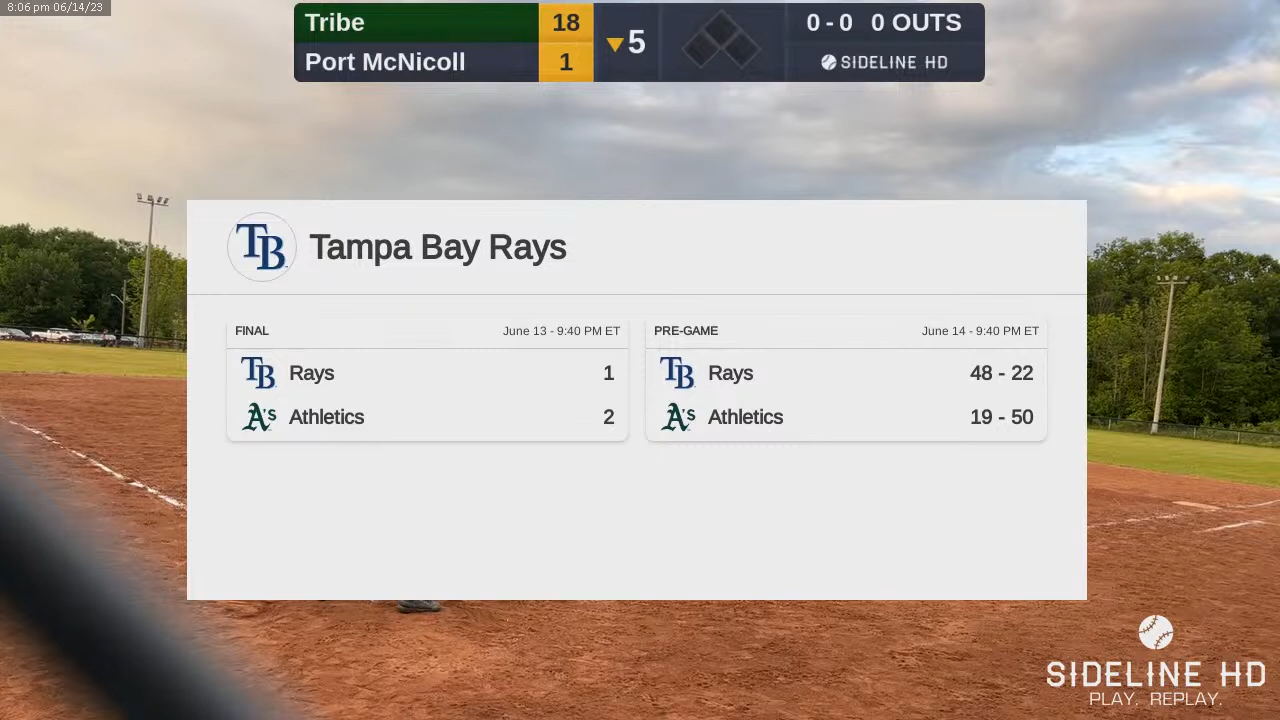 8:06 pm 06/14/23
Tribe 18
Port McNicoll 1
5
0 - 0 0 OUTS
SIDELINE HD
TB Tampa Bay Rays
FINAL June 13 - 9:40 PM ET
TB Rays 1
A's Athletics 2
PRE-GAME June 14 - 9:40 PM ET
TB Rays 48 - 22
A's Athletics 19 - 50
SIDELINE HD
PLAY. REPLAY.